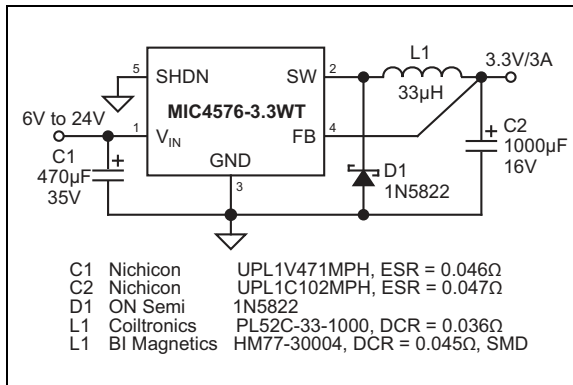 L1
3.3V/3A
5 SHDN SW 2
33µH
MIC4576-3.3WT
6V to 24V
1 VIN FB 4
C2
1000µF
16V
C1
470µF
35V
GND
3
D1
1N5822
C1 Nichicon UPL1V471MPH, ESR = 0.046Ω
C2 Nichicon UPL1C102MPH, ESR = 0.047Ω
D1 ON Semi 1N5822
L1 Coiltronics PL52C-33-1000, DCR = 0.036Ω
L1 BI Magnetics HM77-30004, DCR = 0.045Ω, SMD